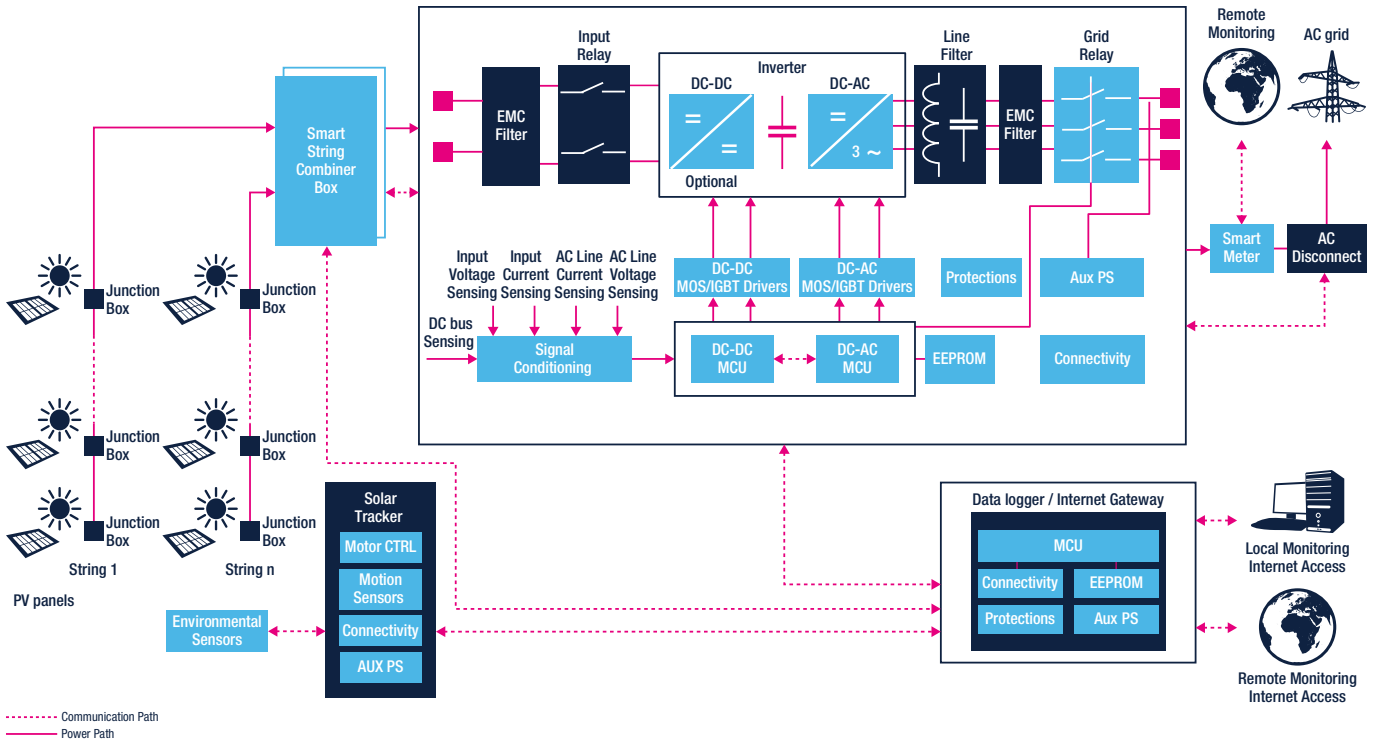 Input
Relay
Line
Filter
Grid
Relay
Remote
Monitoring
AC grid
Inverter
DC-DC
DC-AC
EMC
Filter
=
=
=
3 ~
EMC
Filter
Optional
Smart
String
Combiner
Box
Input
Voltage
Sensing
Input
Current
Sensing
AC Line
Current
Sensing
AC Line
Voltage
Sensing
DC-DC
MOS/IGBT Drivers
DC-AC
MOS/IGBT Drivers
Protections
Aux PS
Smart
Meter
AC
Disconnect
Junction
Box
Junction
Box
DC bus
Sensing
Signal
Conditioning
DC-DC
MCU
DC-AC
MCU
EEPROM
Connectivity
Junction
Box
Junction
Box
Junction
Box
Junction
Box
String 1
String n
PV panels
Solar
Tracker
Motor CTRL
Motion
Sensors
Connectivity
AUX PS
Environmental
Sensors
Data logger / Internet Gateway
MCU
Connectivity
EEPROM
Protections
Aux PS
Local Monitoring
Internet Access
Remote Monitoring
Internet Access
Communication Path
Power Path